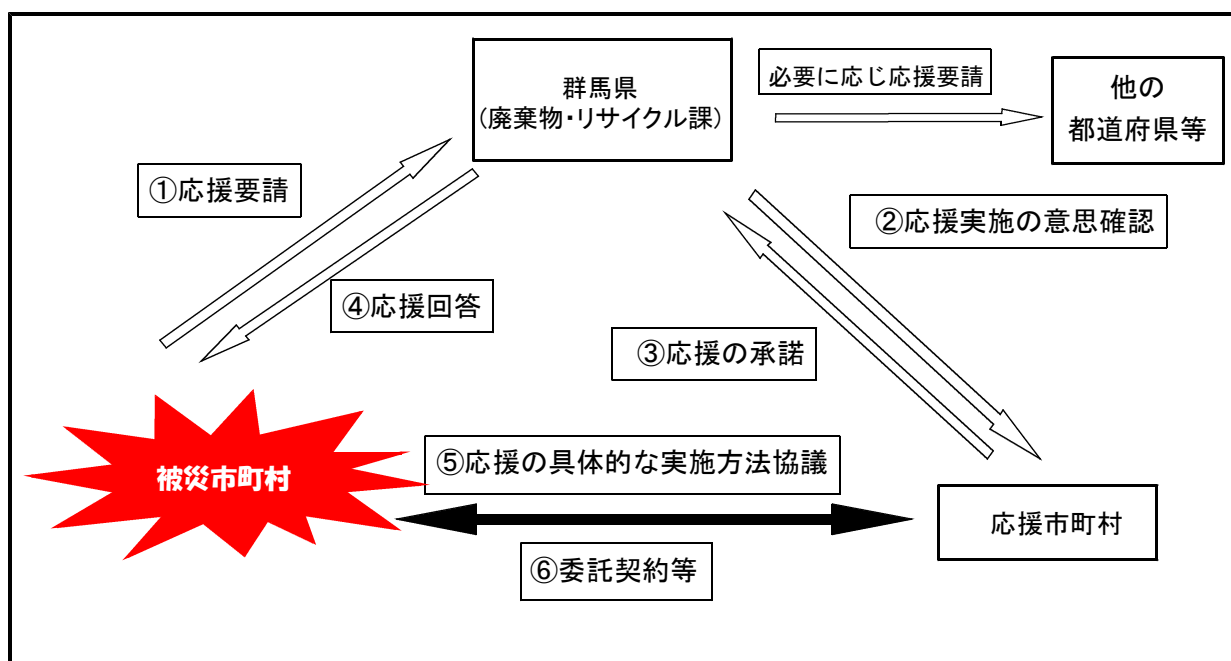 群馬県
(廃棄物・リサイクル課)
必要に応じ応援要請
他の
都道府県等
①応援要請
②応援実施の意思確認
④応援回答
③応援の承諾
被災市町村
⑤応援の具体的な実施方法協議
応援市町村
⑥委託契約等